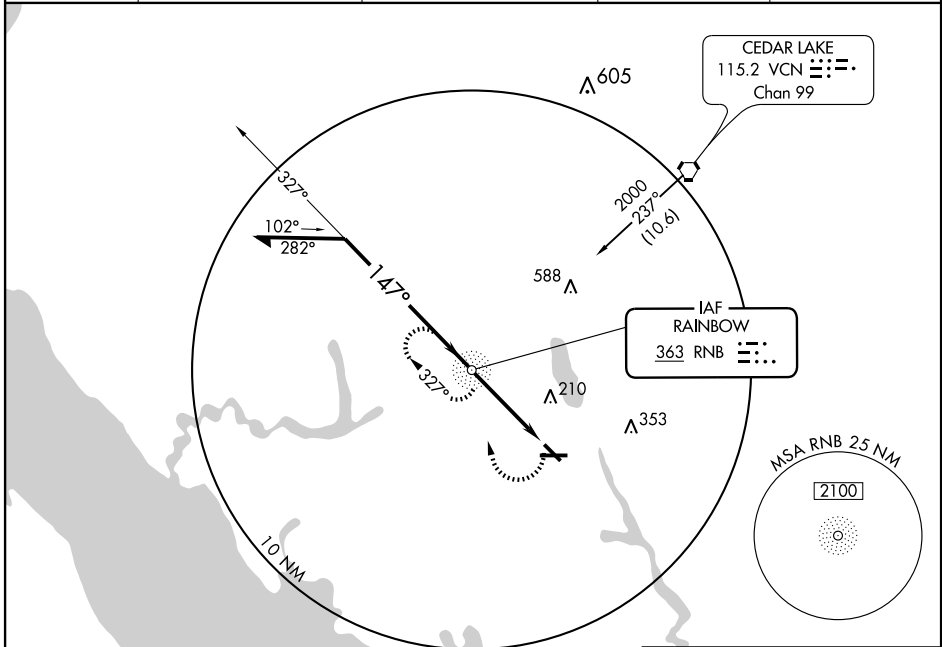 CEDAR LAKE
115.2 VCN
Chan 99
605
327°
2000
237°
(10.6)
102°
282°
147°
588
IAF
RAINBOW
363 RNB
327°
210
353
MSA RNB 25 NM
2100
10 NM